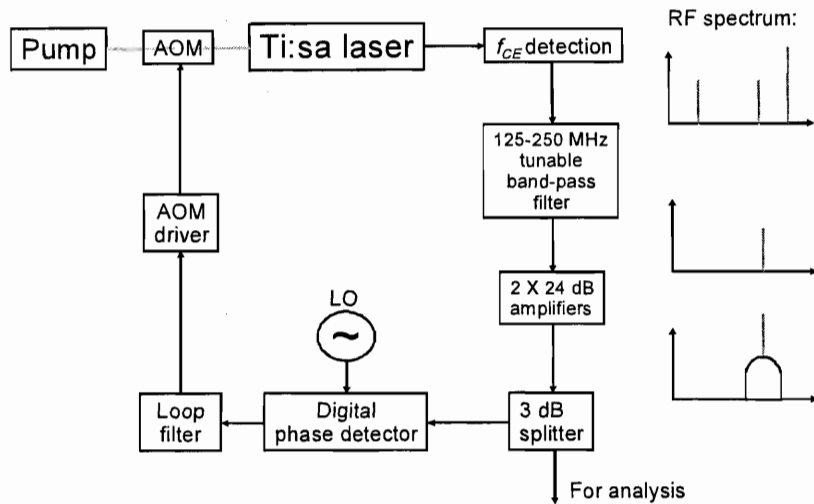 RF spectrum:
Pump
AOM
Ti:sa laser
f_CE detection
125-250 MHz
tunable
band-pass
filter
AOM
driver
2 X 24 dB
amplifiers
LO
~
Loop
filter
Digital
phase detector
3 dB
splitter
For analysis